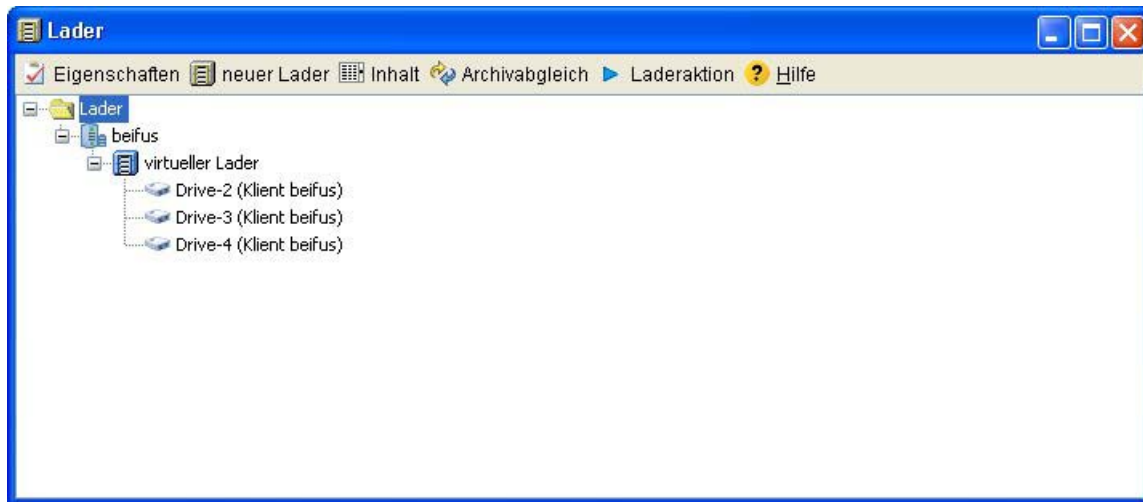 Lader
Eigenschaften neuer Lader Inhalt Archivabgleich Laderaktion ? Hilfe
Lader
beifus
virtueller Lader
Drive-2 (Klient beifus)
Drive-3 (Klient beifus)
Drive-4 (Klient beifus)